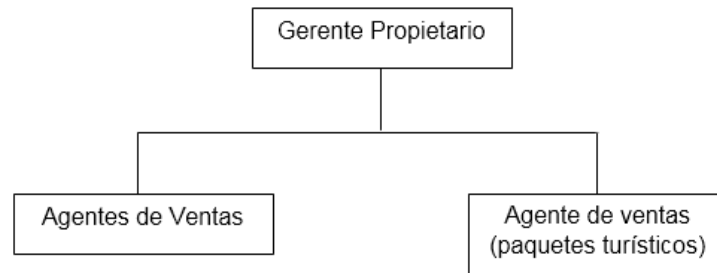 Gerente Propietario
Agentes de Ventas
Agente de ventas
(paquetes turísticos)